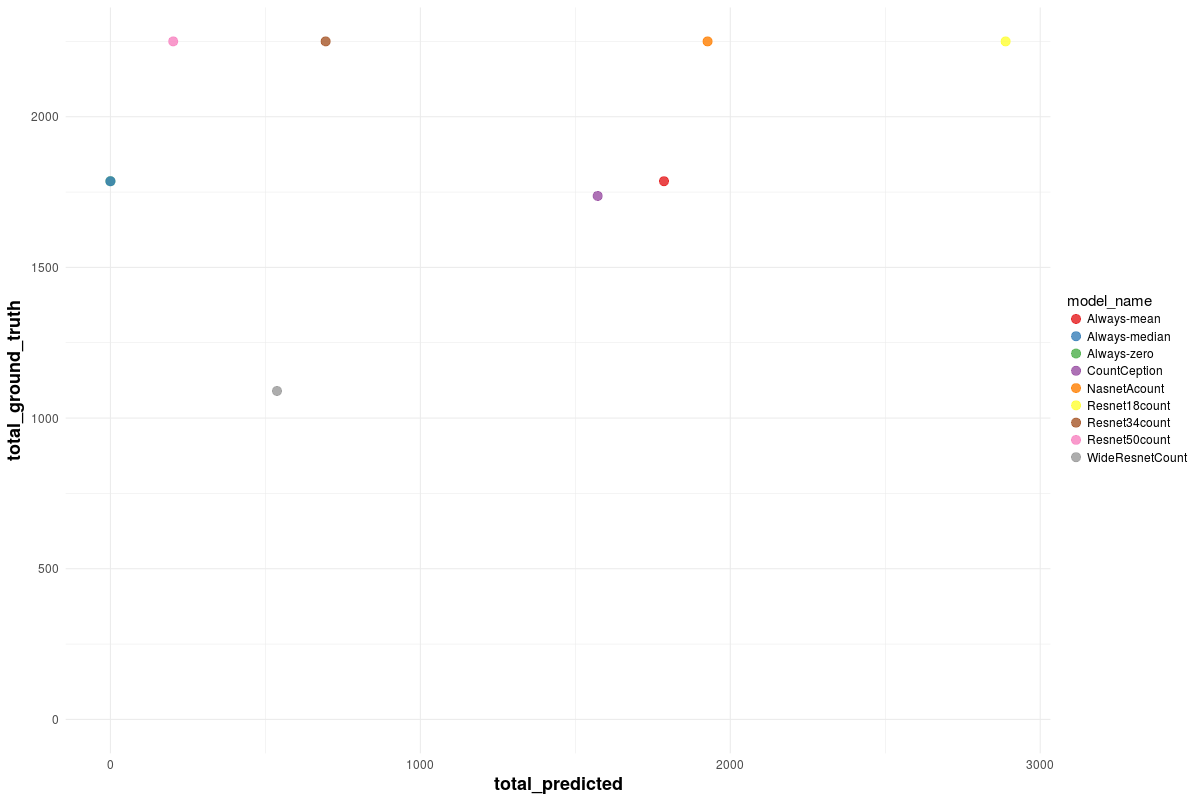 2000
1500
1000
500
0
0 1000 2000 3000
total_predicted
total_ground_truth
model_name
Always-mean
Always-median
Always-zero
CountCeption
NasnetAcount
Resnet18count
Resnet34count
Resnet50count
WideResnetCount